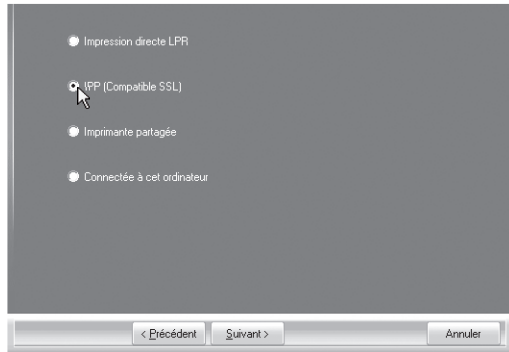 Impression directe LPR
IPP (Compatible SSL)
Imprimante partagée
Connectée à cet ordinateur
< Précédent Suivant > Annuler